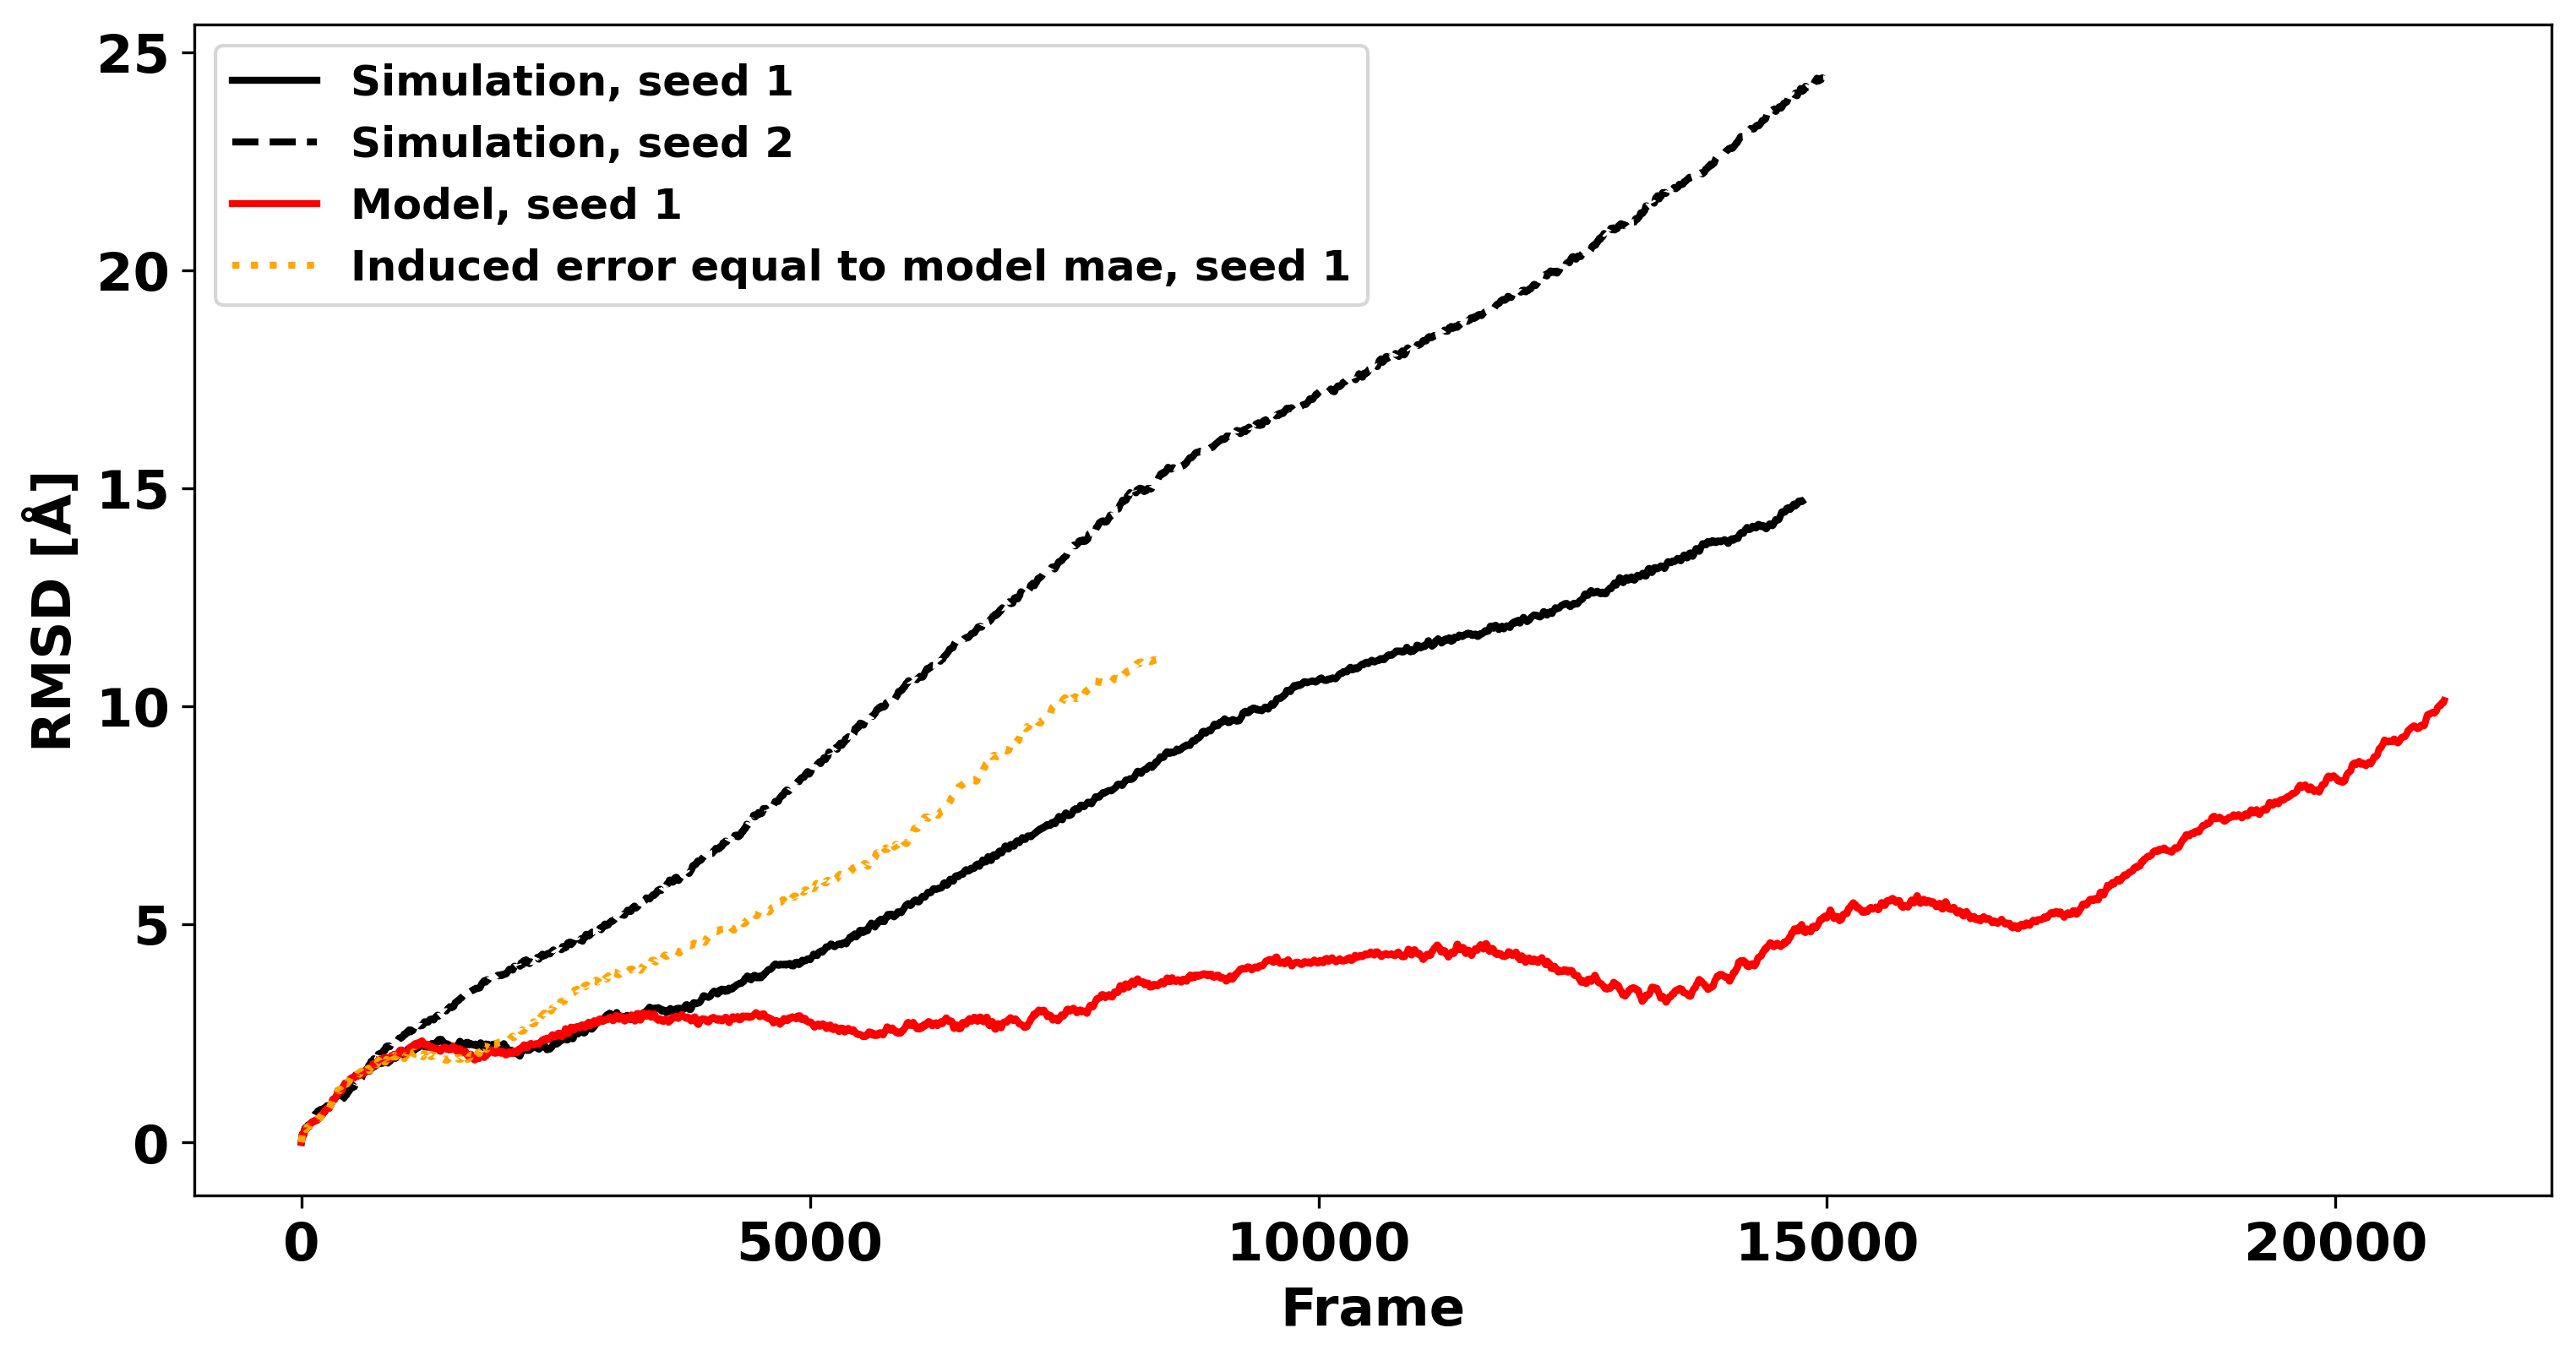 25
20
15
10
5
0
RMSD [Å]
Simulation, seed 1
Simulation, seed 2
Model, seed 1
Induced error equal to model mae, seed 1
0 5000 10000 15000 20000
Frame